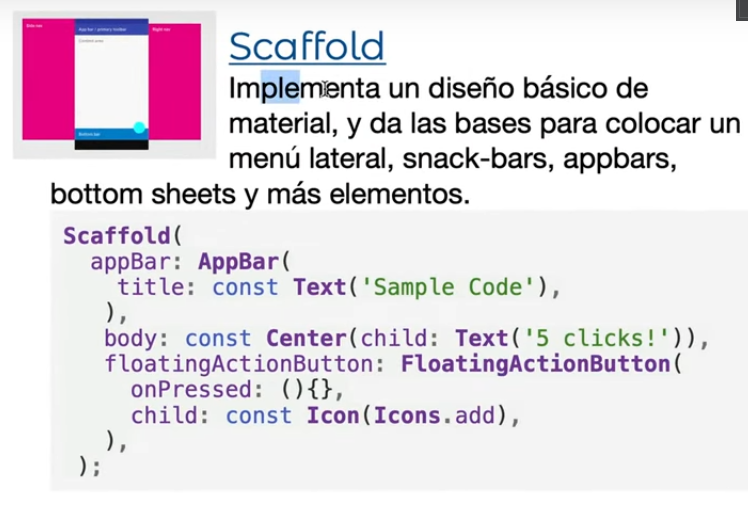 Side nav
App bar / primary toolbar
Right nav
Content area
Bottom bar
Scaffold
Implementa un diseño básico de
material, y da las bases para colocar un
menú lateral, snack-bars, appbars,
bottom sheets y más elementos.
Scaffold(
appBar: AppBar(
title: const Text('Sample Code'),
),
body: const Center(child: Text('5 clicks!')),
floatingActionButton: FloatingActionButton(
onPressed: (){},
child: const Icon(Icons.add),
),
);